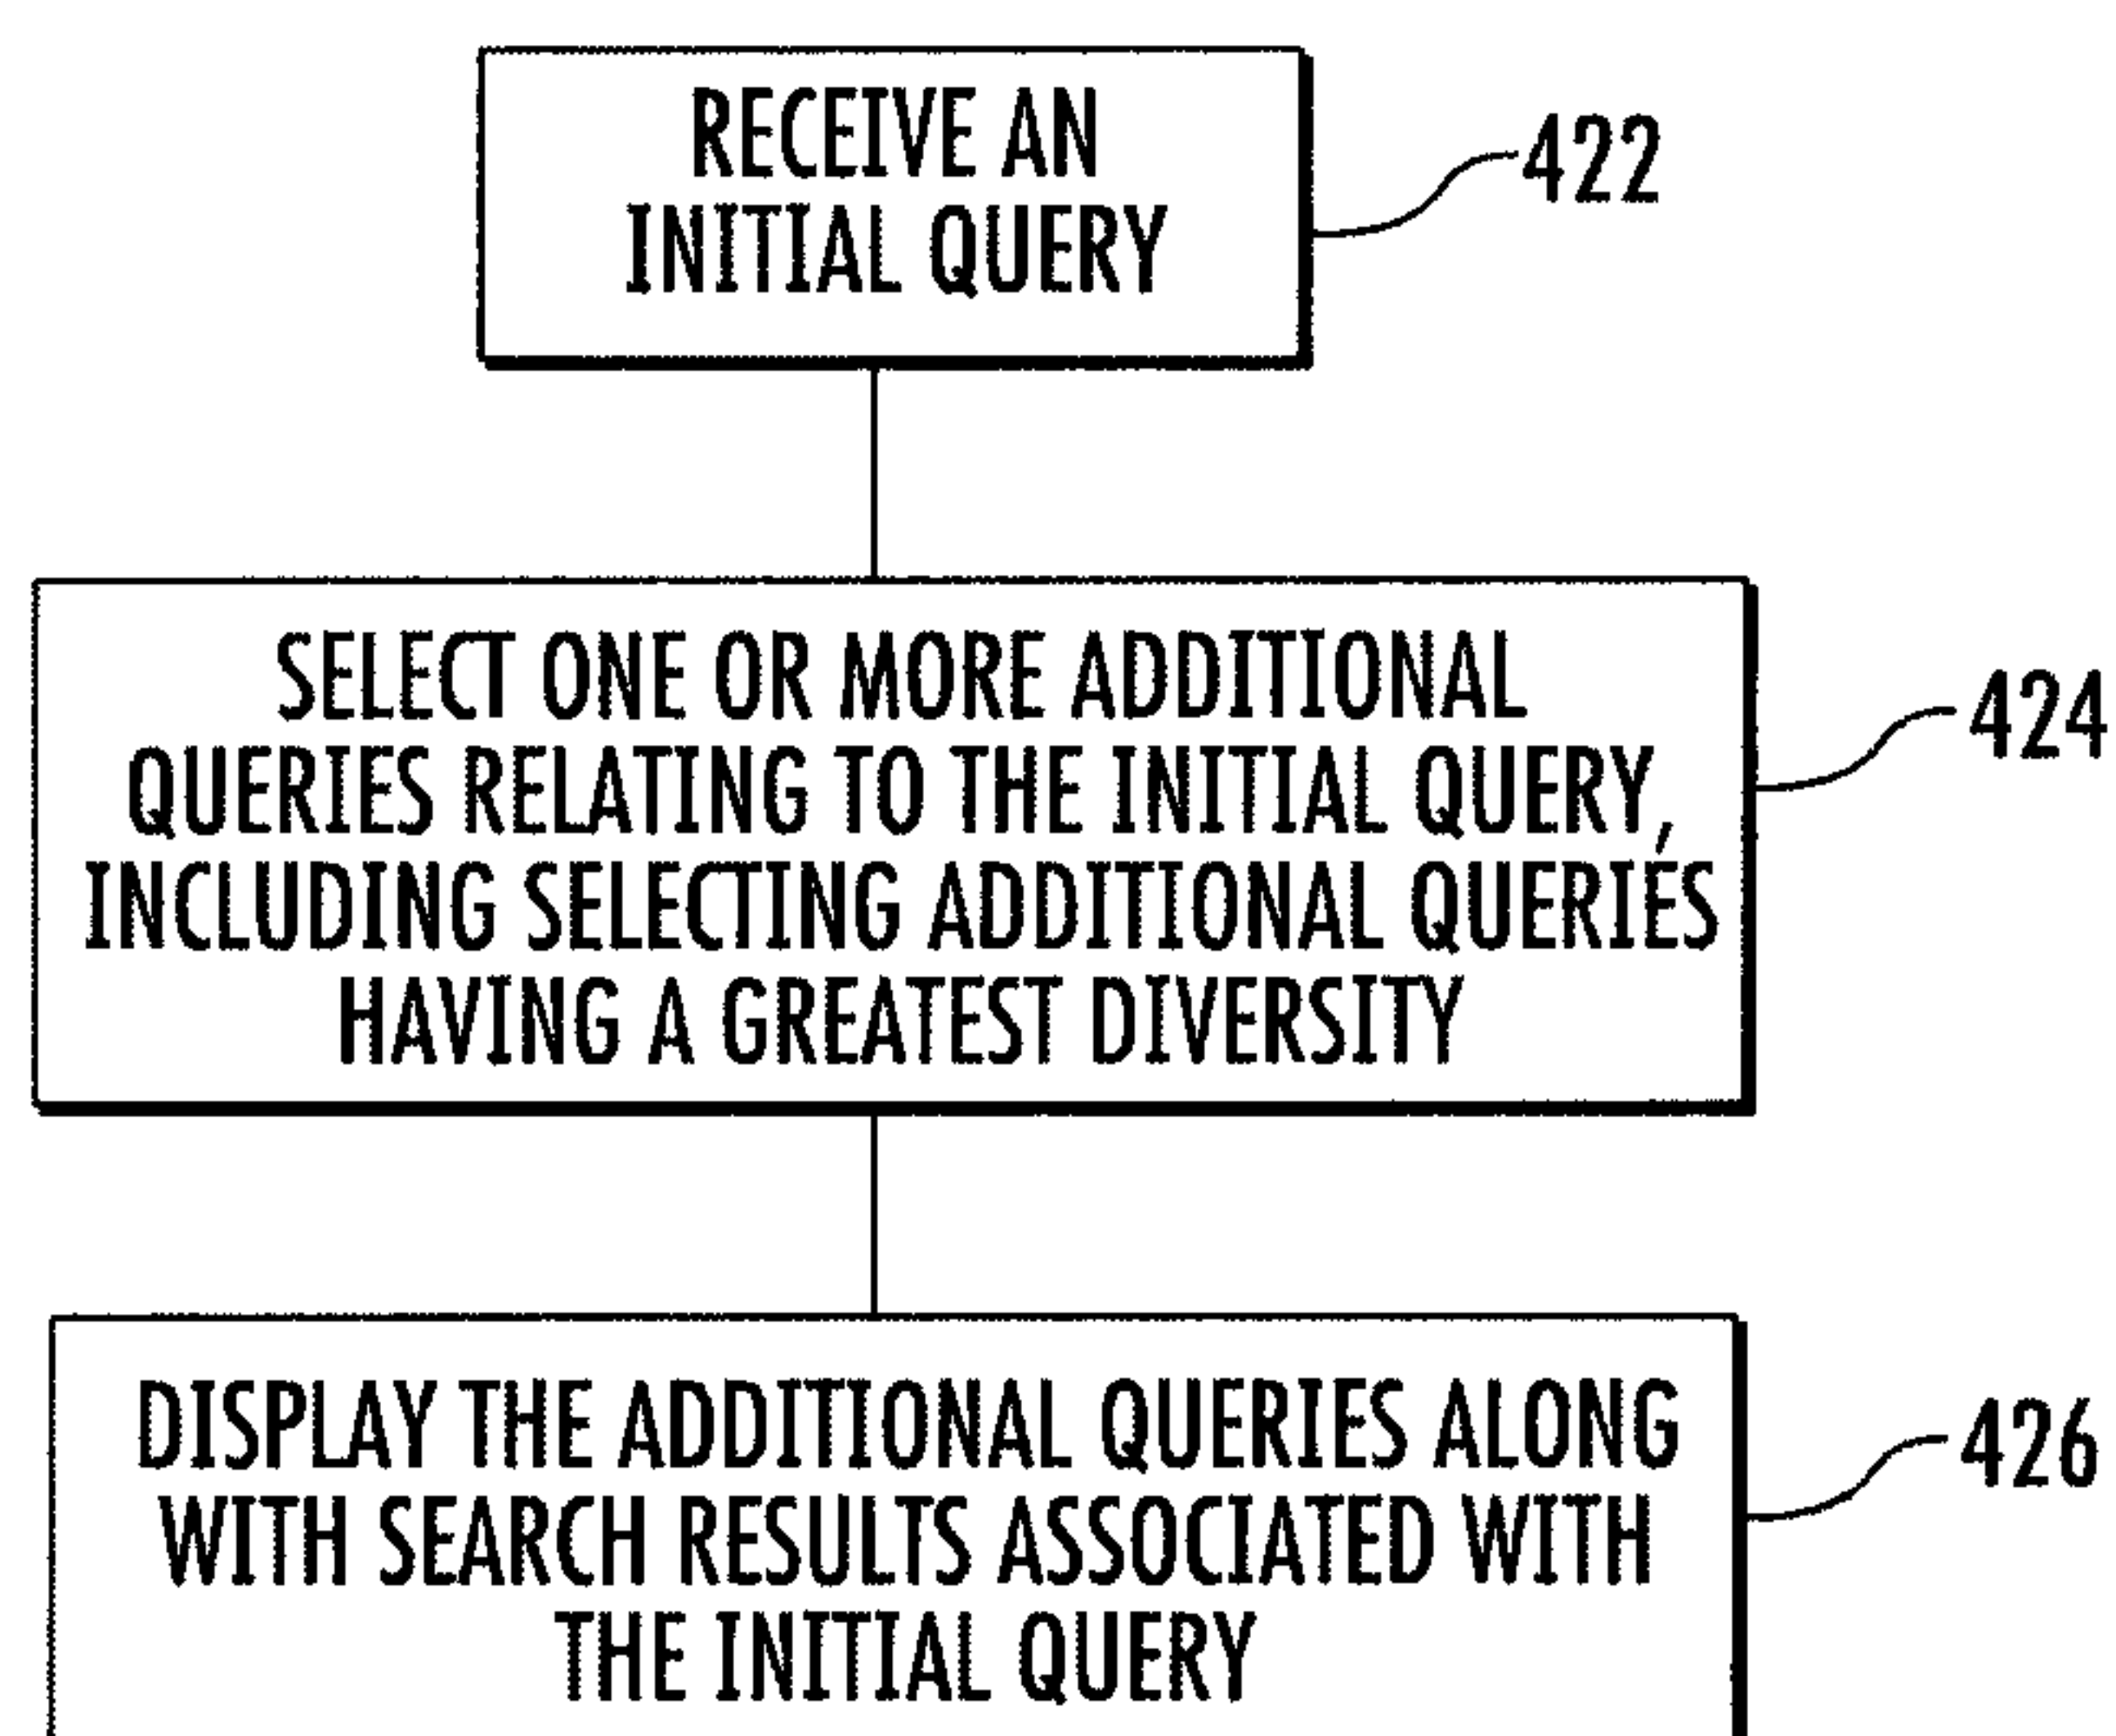 RECEIVE AN
INITIAL QUERY
422
SELECT ONE OR MORE ADDITIONAL
QUERIES RELATING TO THE INITIAL QUERY,
INCLUDING SELECTING ADDITIONAL QUERIES
HAVING A GREATEST DIVERSITY
424
DISPLAY THE ADDITIONAL QUERIES ALONG
WITH SEARCH RESULTS ASSOCIATED WITH
THE INITIAL QUERY
426